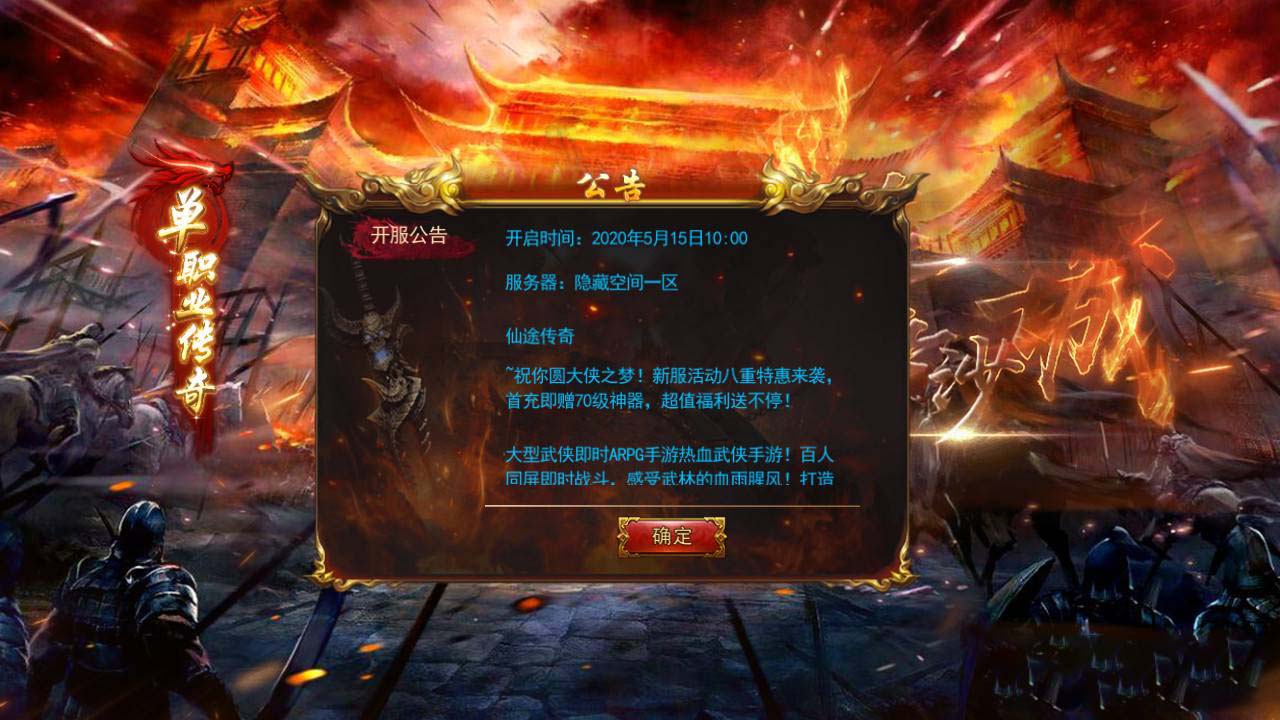 公告
单职业传奇
开服公告
开启时间：2020年5月15日10:00
服务器：隐藏空间一区
仙途传奇
~祝你圆大侠之梦！新服活动八重特惠来袭，
首充即赠70级神器，超值福利送不停！
大型武侠即时ARPG手游热血武侠手游！百人
同屏即时战斗，感受武林的血雨腥风！打造
确定